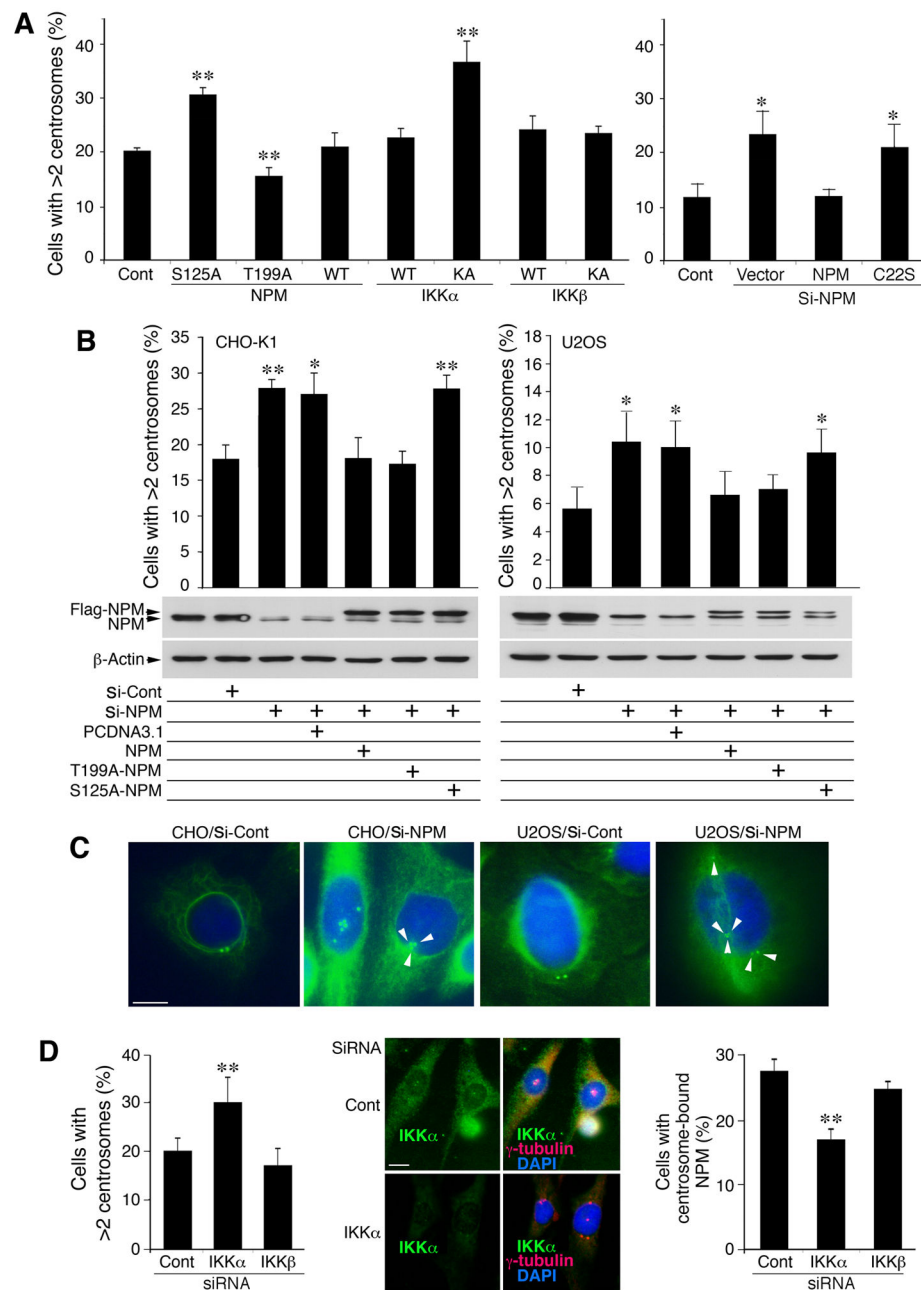 A
Cells with >2 centrosomes (%)
40
30
20
10
0
** ** **
Cont S125A T199A WT WT KA WT KA
NPM IKKα IKKβ
40
30
20
10
0
* *
Cont Vector NPM C22S
Si-NPM
B
Cells with >2 centrosomes (%)
CHO-K1
35
25
15
10
0
** * **
Cells with >2 centrosomes (%)
U2OS
18
16
14
12
10
8
6
4
2
0
* * *
Flag-NPM
NPM
β-Actin
Si-Cont + +
Si-NPM + + + + + + + + + +
PCDNA3.1 + +
NPM + +
T199A-NPM + +
S125A-NPM + +
C
CHO/Si-Cont CHO/Si-NPM U2OS/Si-Cont U2OS/Si-NPM
D
Cells with
>2 centrosomes (%)
40
30
20
10
0
**
Cont IKKα IKKβ
siRNA
SiRNA
Cont
IKKα
IKKα
γ-tubulin
DAPI
IKKα
IKKα
IKKα
γ-tubulin
DAPI
Cells with
centrosome-bound
NPM (%)
30
20
10
0
**
Cont IKKα IKKβ
siRNA